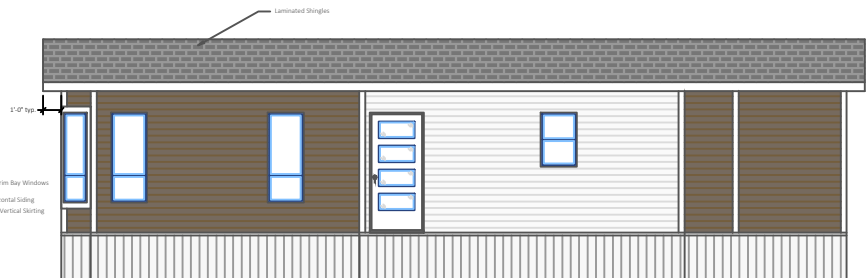 Laminated Shingles
1'-0" typ.
rim Bay Windows
ontal Siding
Vertical Skirting